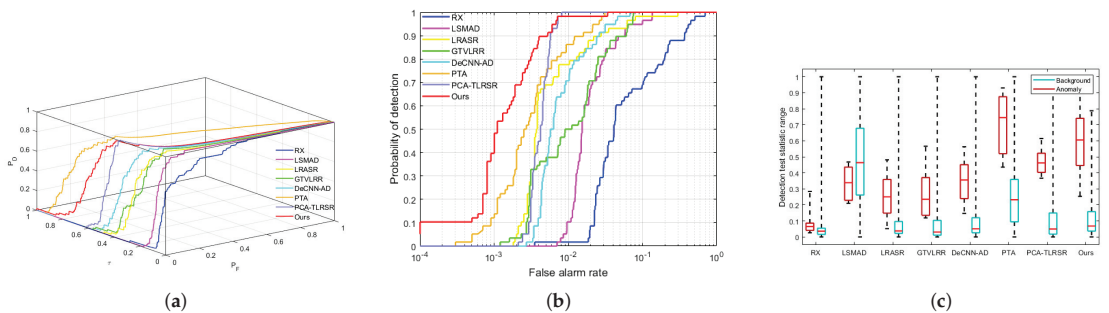 1
0.8
0.6
0.4
0.2
0
P_D
1
0.8
0.6
0.4
0.2
0
τ
0
0.2
0.4
0.6
0.8
1
P_F
RX
LSMAD
LRASR
GTVLRR
DeCNN-AD
PTA
PCA-TLRSR
Ours
(a)
1
0.9
0.8
0.7
0.6
0.5
0.4
0.3
0.2
0.1
0
Probability of detection
RX
LSMAD
LRASR
GTVLRR
DeCNN-AD
PTA
PCA-TLRSR
Ours
10^-4
10^-3
10^-2
10^-1
10^0
False alarm rate
(b)
1
0.9
0.8
0.7
0.6
0.5
0.4
0.3
0.2
0.1
0
Detection test statistic range
Background
Anomaly
RX
LSMAD
LRASR
GTVLRR
DeCNN-AD
PTA
PCA-TLRSR
Ours
(c)